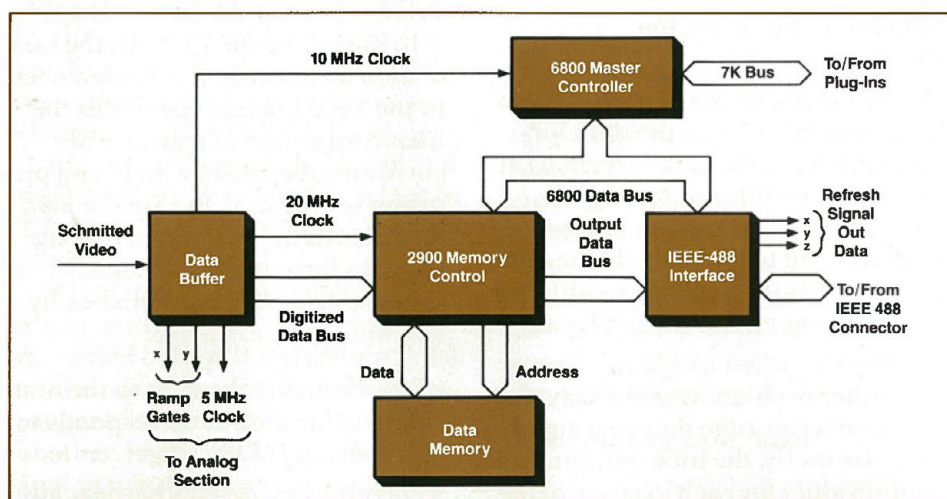 10 MHz Clock
6800 Master
Controller
7K Bus
To/From
Plug-Ins
6800 Data Bus
20 MHz
Clock
Schmitted
Video
Data
Buffer
2900 Memory
Control
Output
Data
Bus
IEEE-488
Interface
x
y
z
Refresh
Signal
Out
Data
To/From
IEEE 488
Connector
Digitized Data Bus
x
y
Ramp
Gates
5 MHz
Clock
To Analog
Section
Data
Address
Data
Memory